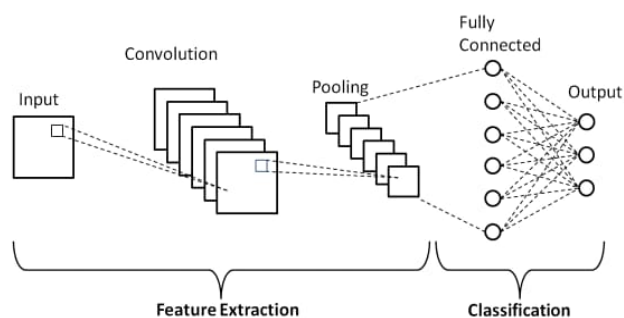 Input
Convolution
Pooling
Fully
Connected
Output
Feature Extraction
Classification